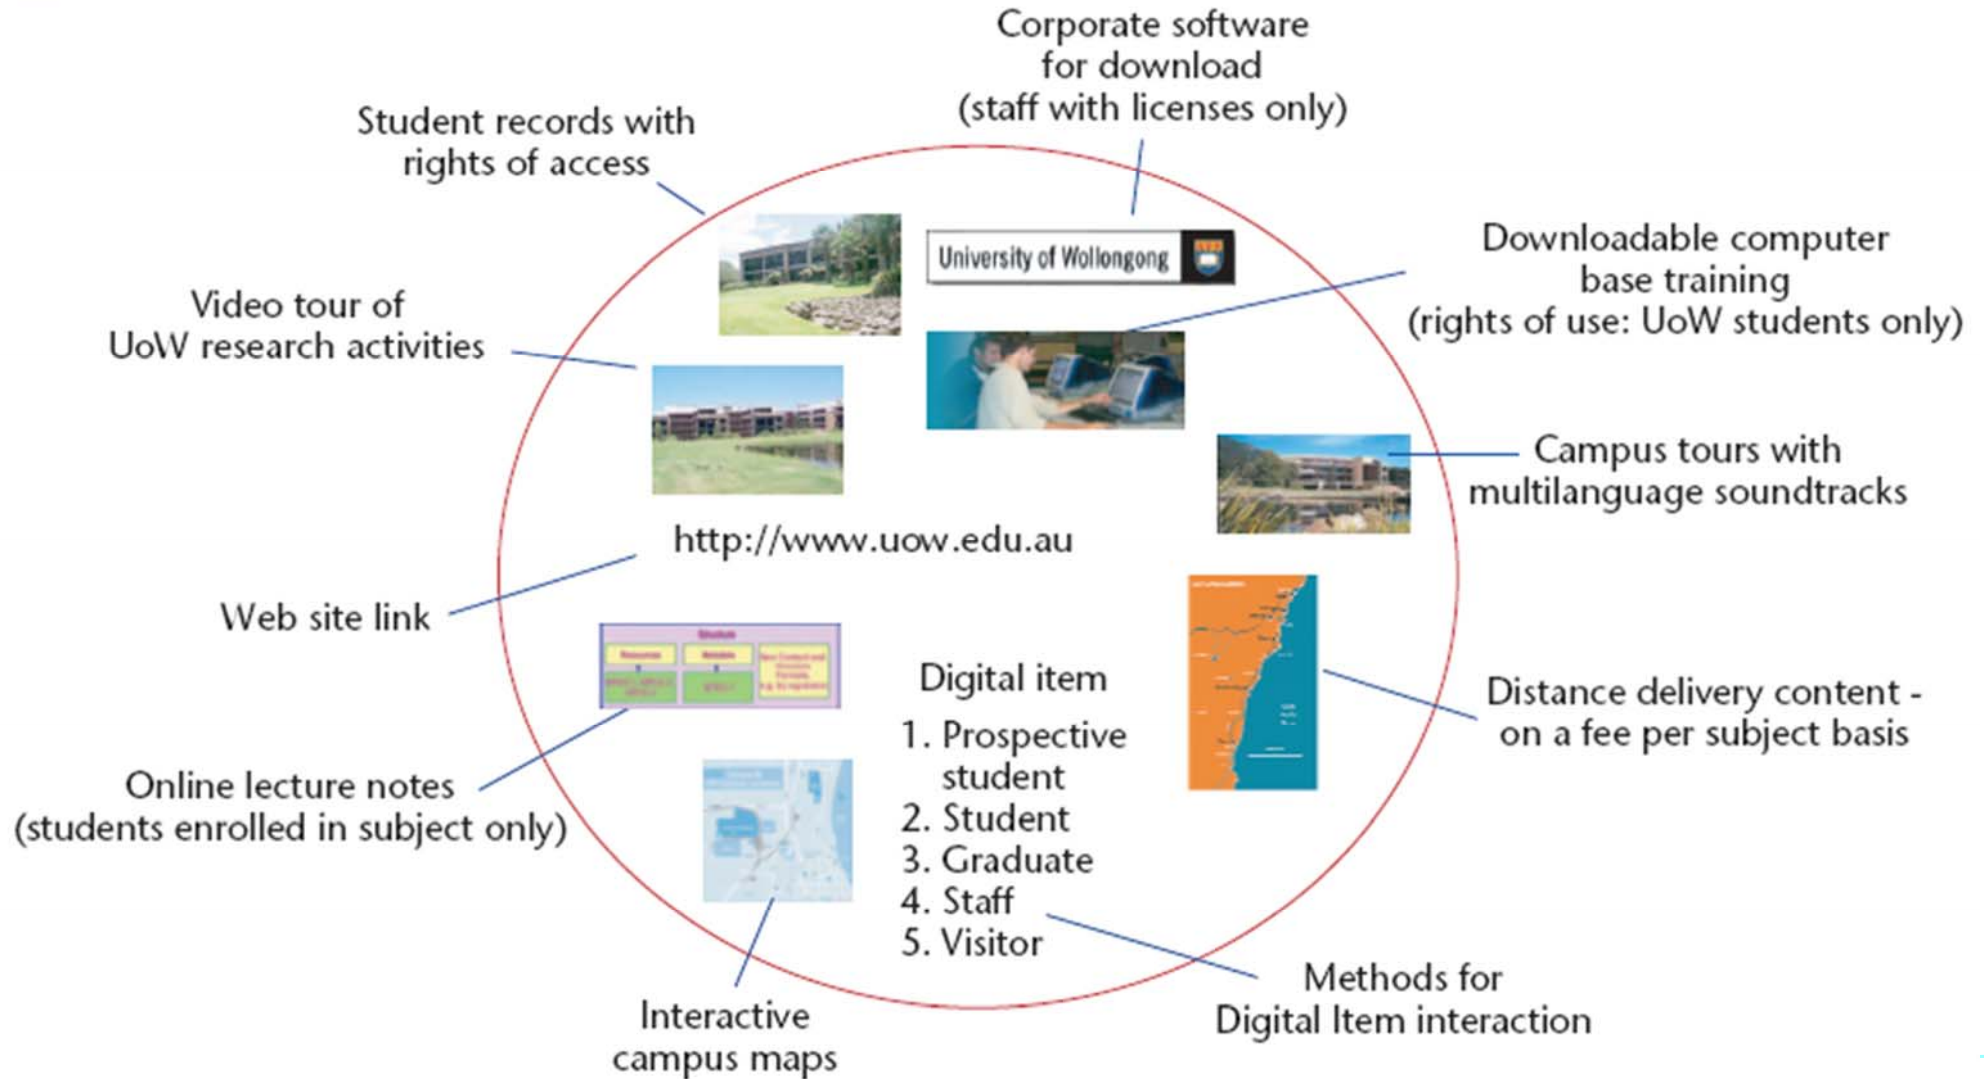 Corporate software
for download
(staff with licenses only)
Student records with
rights of access
University of Wollongong
Downloadable computer
base training
(rights of use: UoW students only)
Video tour of
UoW research activities
Campus tours with
multilanguage soundtracks
http://www.uow.edu.au
Web site link
Digital item
1. Prospective
student
2. Student
3. Graduate
4. Staff
5. Visitor
Distance delivery content -
on a fee per subject basis
Online lecture notes
(students enrolled in subject only)
Methods for
Digital Item interaction
Interactive
campus maps